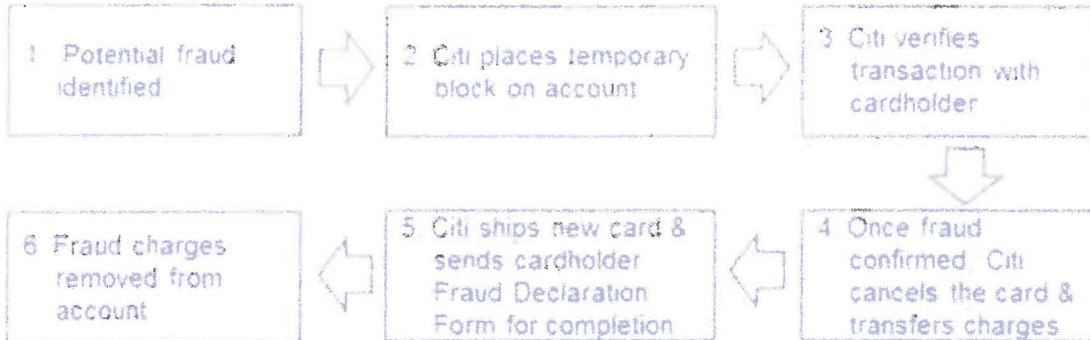 1 Potential fraud
identified
2 Citi places temporary
block on account
3 Citi verifies
transaction with
cardholder
4 Once fraud
confirmed, Citi
cancels the card &
transfers charges
5 Citi ships new card &
sends cardholder
Fraud Declaration
Form for completion
6 Fraud charges
removed from
account